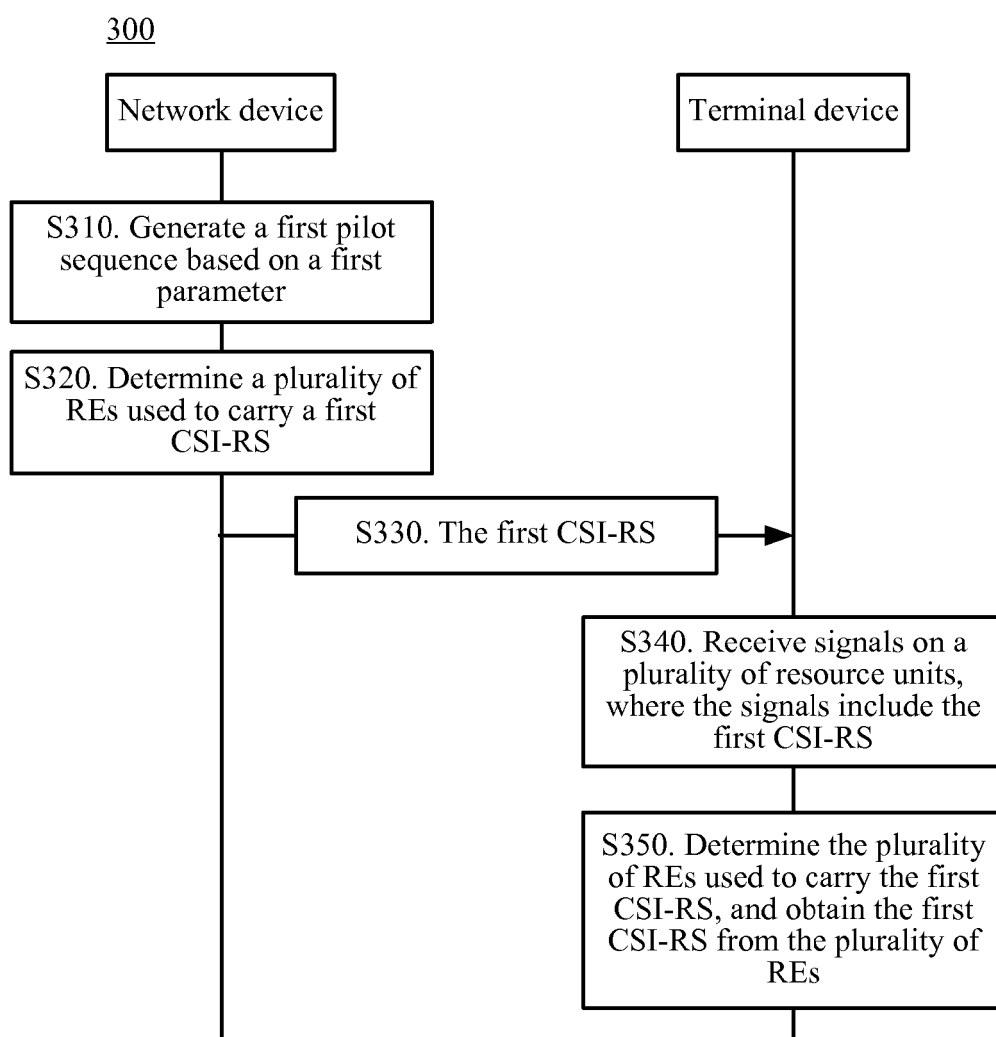 300
Network device
Terminal device
S310. Generate a first pilot
sequence based on a first
parameter
S320. Determine a plurality of
REs used to carry a first
CSI-RS
S330. The first CSI-RS
S340. Receive signals on a
plurality of resource units,
where the signals include the
first CSI-RS
S350. Determine the plurality
of REs used to carry the first
CSI-RS, and obtain the first
CSI-RS from the plurality of
REs